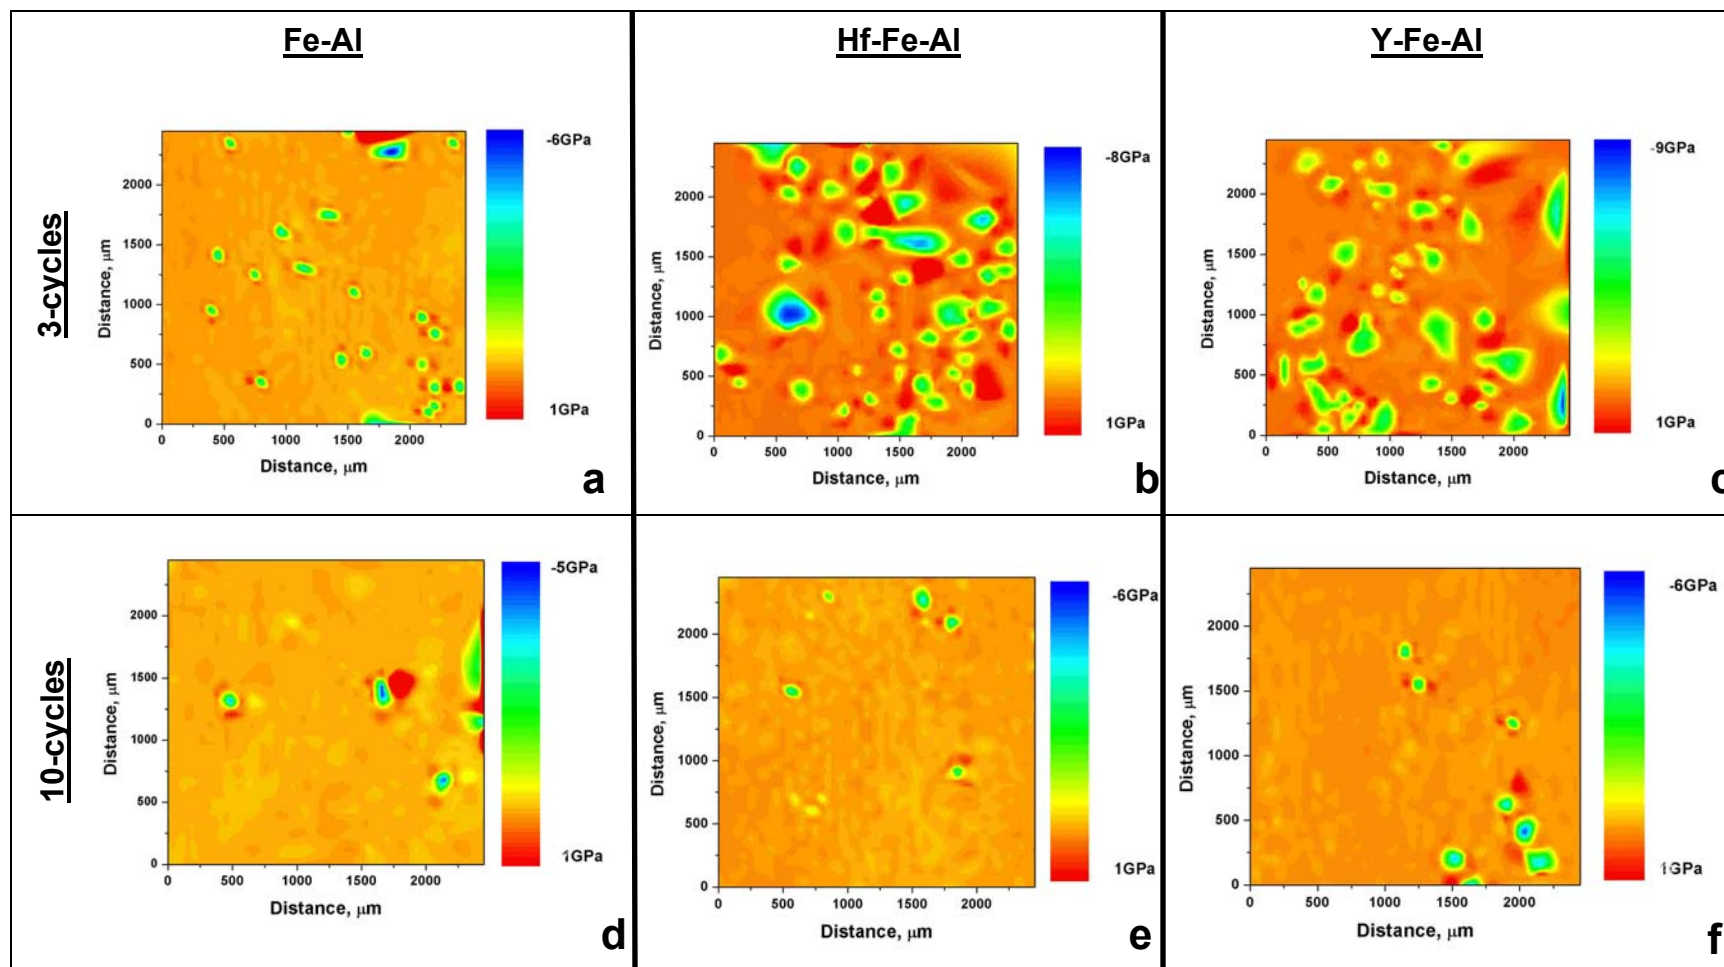 Fe-Al
Hf-Fe-Al
Y-Fe-Al
3-cycles
Distance, μm
2000
1500
1000
500
0
0 500 1000 1500 2000
Distance, μm
-6GPa
1GPa
a
Distance, μm
2000
1500
1000
500
0
0 500 1000 1500 2000
Distance, μm
-8GPa
1GPa
b
Distance, μm
2000
1500
1000
500
0
0 500 1000 1500 2000
Distance, μm
-9GPa
1GPa
c
10-cycles
Distance, μm
2000
1500
1000
500
0
0 500 1000 1500 2000
Distance, μm
-5GPa
1GPa
d
Distance, μm
2000
1500
1000
500
0
0 500 1000 1500 2000
Distance, μm
-6GPa
1GPa
e
Distance, μm
2000
1500
1000
500
0
0 500 1000 1500 2000
Distance, μm
-6GPa
1GPa
f